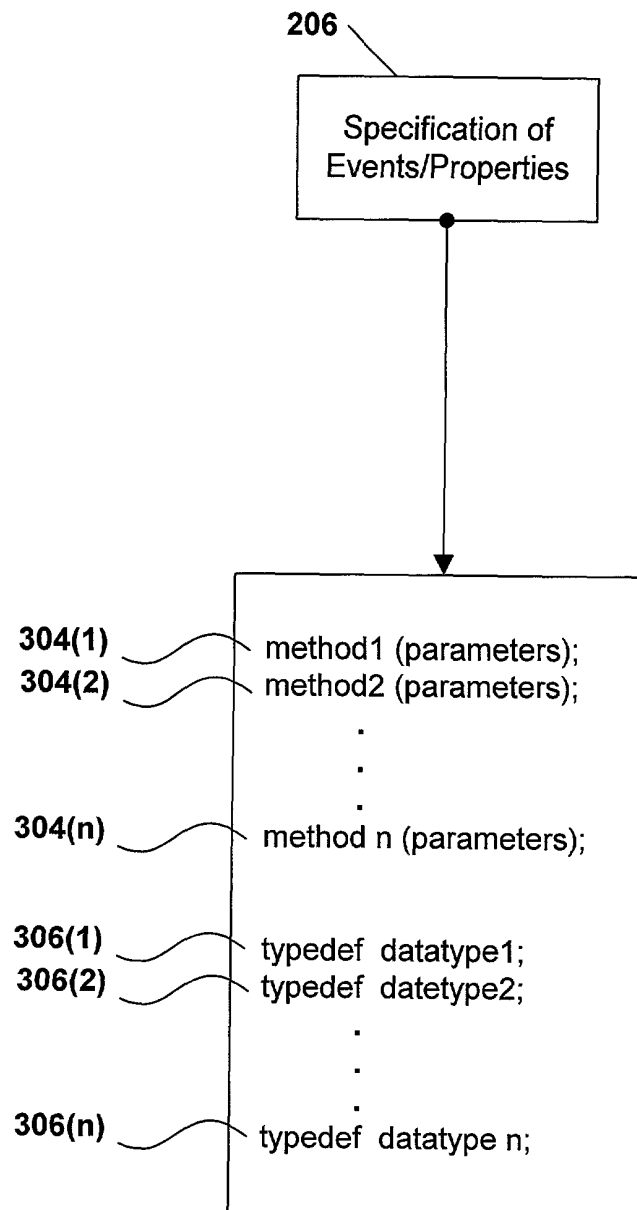 206
Specification of
Events/Properties
304(1) method1 (parameters);
304(2) method2 (parameters);
.
.
.
304(n) method n (parameters);
306(1) typedef datatype1;
306(2) typedef datetype2;
.
.
.
306(n) typedef datatype n;